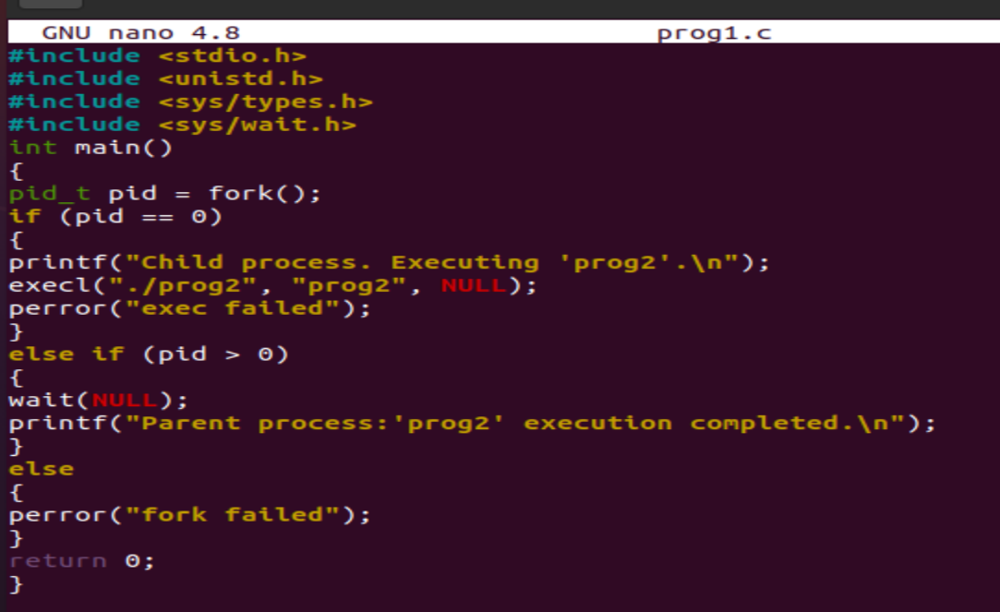 GNU nano 4.8 prog1.c
#include <stdio.h>
#include <unistd.h>
#include <sys/types.h>
#include <sys/wait.h>
int main()
{
pid_t pid = fork();
if (pid == 0)
{
printf("Child process. Executing 'prog2'.\n");
execl("./prog2", "prog2", NULL);
perror("exec failed");
}
else if (pid > 0)
{
wait(NULL);
printf("Parent process:'prog2' execution completed.\n");
}
else
{
perror("fork failed");
}
return 0;
}